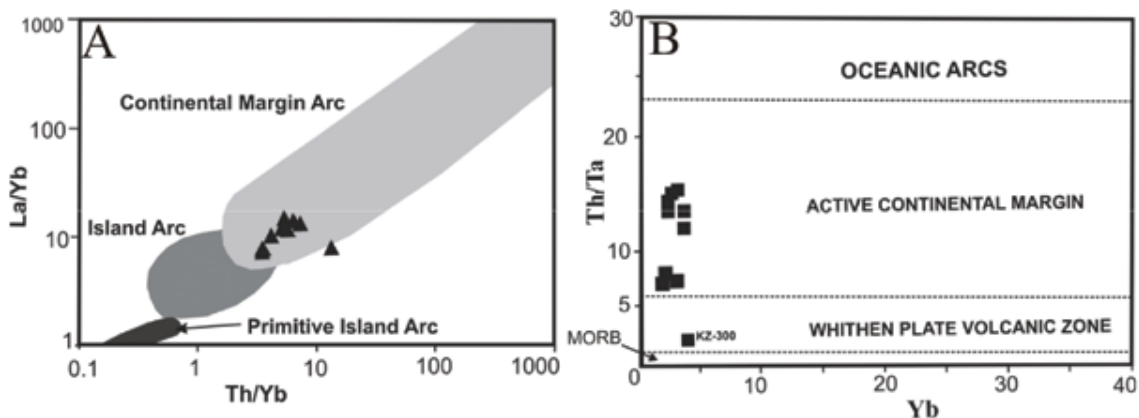 A
1000
100
10
1
La/Yb
Continental Margin Arc
Island Arc
Primitive Island Arc
0.1
1
10
100
1000
Th/Yb
B
30
20
10
5
0
Th/Ta
OCEANIC ARCS
ACTIVE CONTINENTAL MARGIN
WHITHEN PLATE VOLCANIC ZONE
KZ-300
MORB
10
20
30
40
Yb